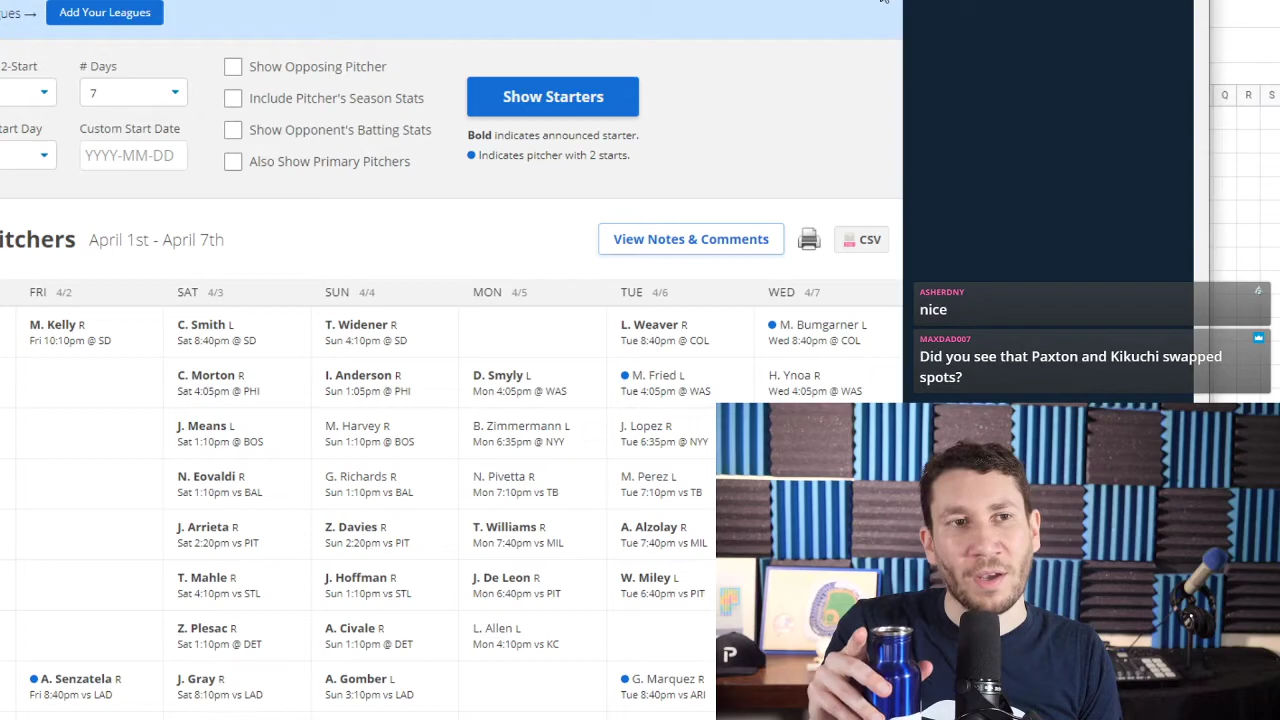 gues →
Add Your Leagues
2-Start
# Days
7
Show Opposing Pitcher
Include Pitcher's Season Stats
Show Opponent's Batting Stats
Also Show Primary Pitchers
Show Starters
Bold indicates announced starter.
Indicates pitcher with 2 starts.
tart Day
Custom Start Date
YYYY-MM-DD
Q R S
itchers April 1st - April 7th
View Notes & Comments
CSV
FRI 4/2 SAT 4/3 SUN 4/4 MON 4/5 TUE 4/6 WED 4/7
M. Kelly R C. Smith L T. Widener R L. Weaver R M. Bumgarner L
Fri 10:10pm @ SD Sat 8:40pm @ SD Sun 4:10pm @ SD Tue 8:40pm @ COL Wed 8:40pm @ COL
C. Morton R I. Anderson R D. Smyly L M. Fried L H. Ynoa R
Sat 4:05pm @ PHI Sun 1:05pm @ PHI Mon 4:05pm @ WAS Tue 4:05pm @ WAS Wed 4:05pm @ WAS
J. Means L M. Harvey R B. Zimmermann L J. Lopez R
Sat 1:10pm @ BOS Sun 1:10pm @ BOS Mon 6:35pm @ NYY Tue 6:35pm @ NYY
N. Eovaldi R G. Richards R N. Pivetta R M. Perez L
Sat 1:10pm vs BAL Sun 1:10pm vs BAL Mon 7:10pm vs TB Tue 7:10pm vs TB
J. Arrieta R Z. Davies R T. Williams R A. Alzolay R
Sat 2:20pm vs PIT Sun 2:20pm vs PIT Mon 7:40pm vs MIL Tue 7:40pm vs MIL
T. Mahle R J. Hoffman R J. De Leon R W. Miley L
Sat 4:10pm vs STL Sun 1:10pm vs STL Mon 6:40pm vs PIT Tue 6:40pm vs PIT
Z. Plesac R A. Civale R L. Allen L
Sat 1:10pm @ DET Sun 1:10pm @ DET Mon 4:10pm vs KC
A. Senzatela R J. Gray R A. Gomber L G. Marquez R
Fri 8:40pm vs LAD Sat 8:10pm vs LAD Sun 3:10pm vs LAD Tue 8:40pm vs ARI
ASHERDNY
nice
MAXDAD007
Did you see that Paxton and Kikuchi swapped
spots?